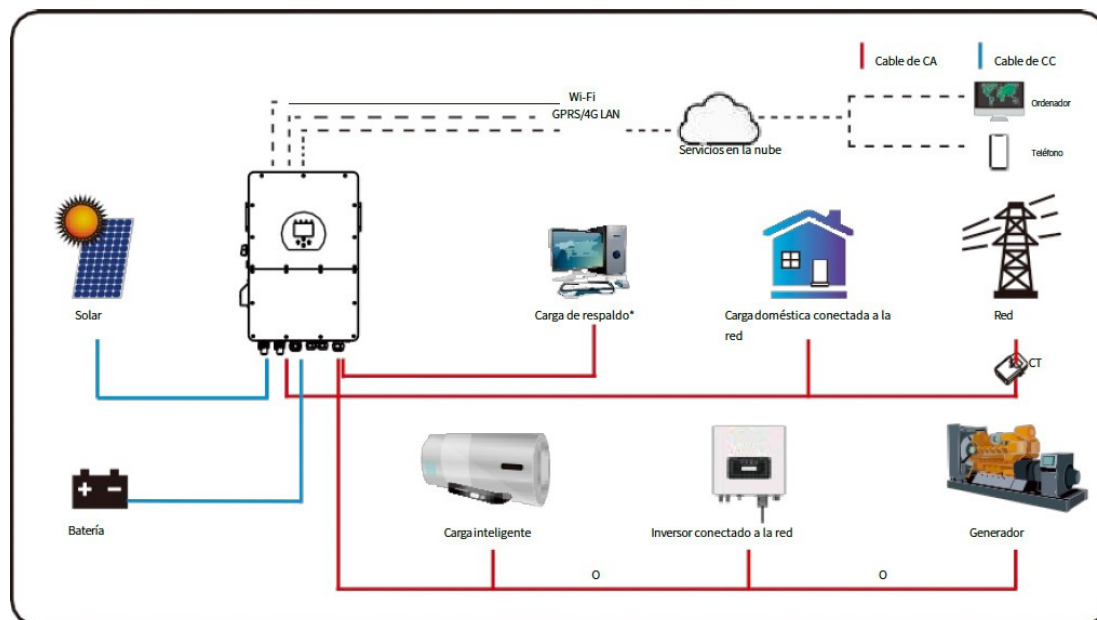 Cable de CA
Cable de CC
Wi-Fi
GPRS/4G LAN
Ordenador
Servicios en la nube
Teléfono
Solar
Carga de respaldo*
Carga doméstica conectada a la
red
Red
CT
Batería
Carga inteligente
Inversor conectado a la red
Generador
O
O